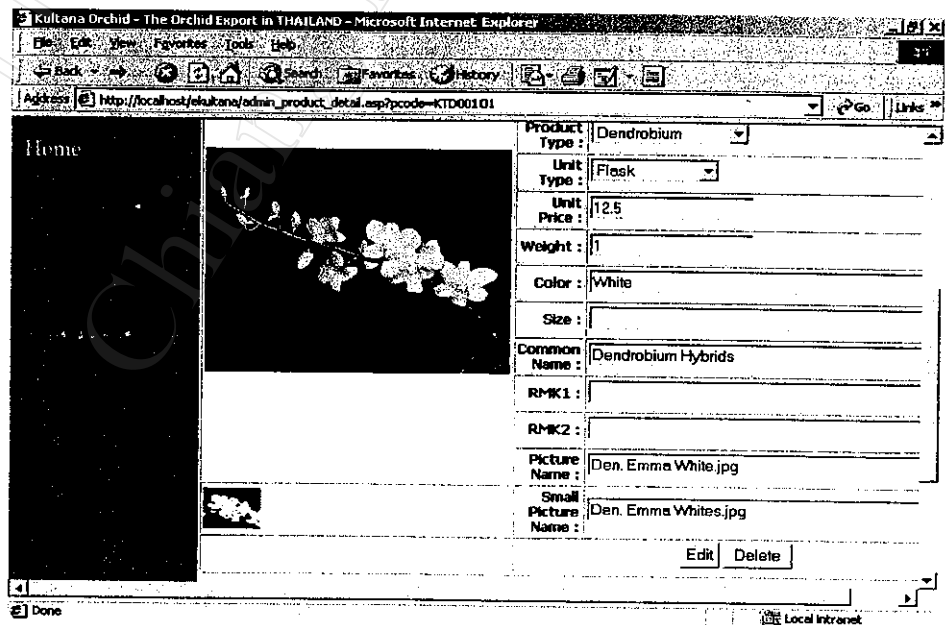 Kultana Orchid - The Orchid Export in THAILAND - Microsoft Internet Explorer
File Edit View Favorites Tools Help
Back Search Favorites History
Address http://localhost/ekultana/admin_product_detail.asp?pcode=KTD00101 Go Links »
Home
Product Type : Dendrobium
Unit Type : Flask
Unit Price : 12.5
Weight : 1
Color : White
Size :
Common Name : Dendrobium Hybrids
RMK1 :
RMK2 :
Picture Name : Den. Emma White.jpg
Small Picture Name : Den. Emma Whites.jpg
Edit Delete
Done
Local intranet